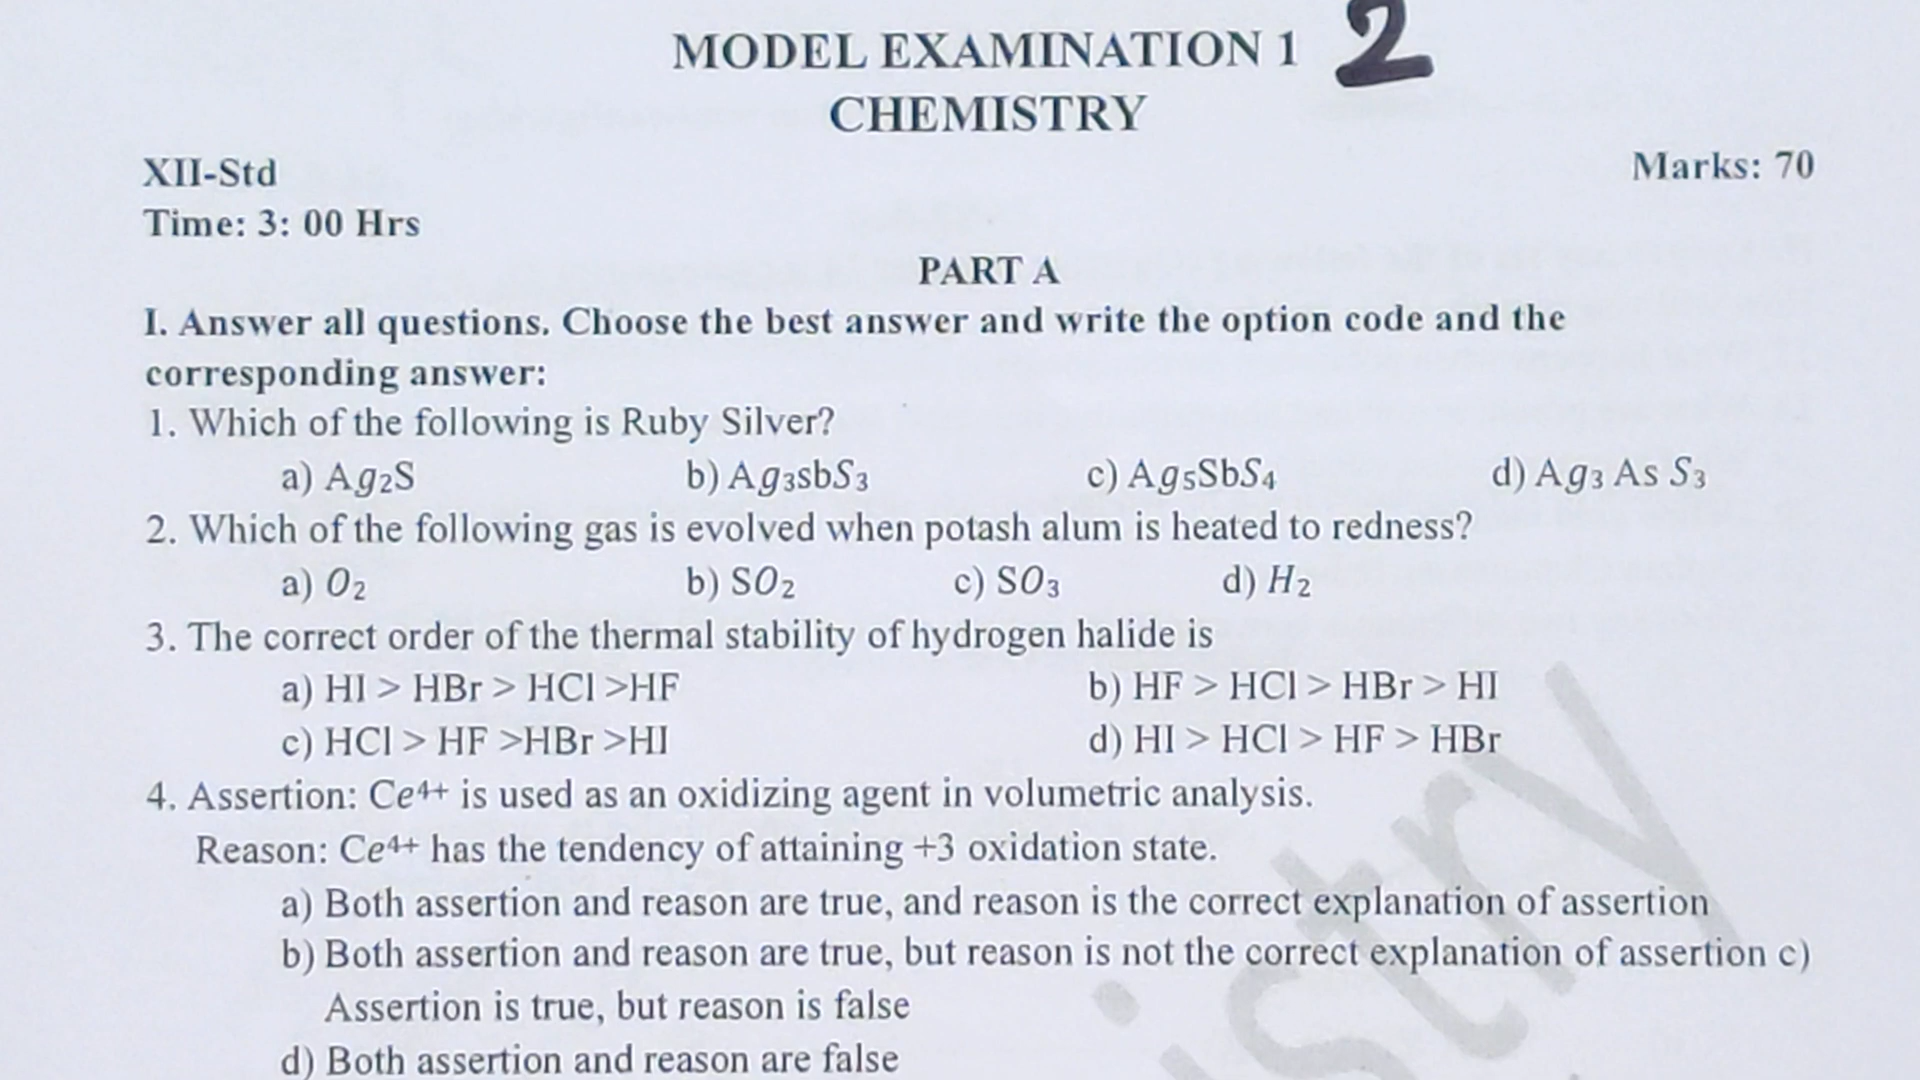 MODEL EXAMINATION 1 2
CHEMISTRY
XII-Std Marks: 70
Time: 3: 00 Hrs
PART A
I. Answer all questions. Choose the best answer and write the option code and the
corresponding answer:
1. Which of the following is Ruby Silver?
a) Ag2S b) Ag3sbS3 c) Ag5SbS4 d) Ag3 As S3
2. Which of the following gas is evolved when potash alum is heated to redness?
a) O2 b) SO2 c) SO3 d) H2
3. The correct order of the thermal stability of hydrogen halide is
a) HI > HBr > HCl >HF b) HF > HCl > HBr > HI
c) HCl > HF >HBr >HI d) HI > HCl > HF > HBr
4. Assertion: Ce4+ is used as an oxidizing agent in volumetric analysis.
Reason: Ce4+ has the tendency of attaining +3 oxidation state.
a) Both assertion and reason are true, and reason is the correct explanation of assertion
b) Both assertion and reason are true, but reason is not the correct explanation of assertion c)
Assertion is true, but reason is false
d) Both assertion and reason are false
istry